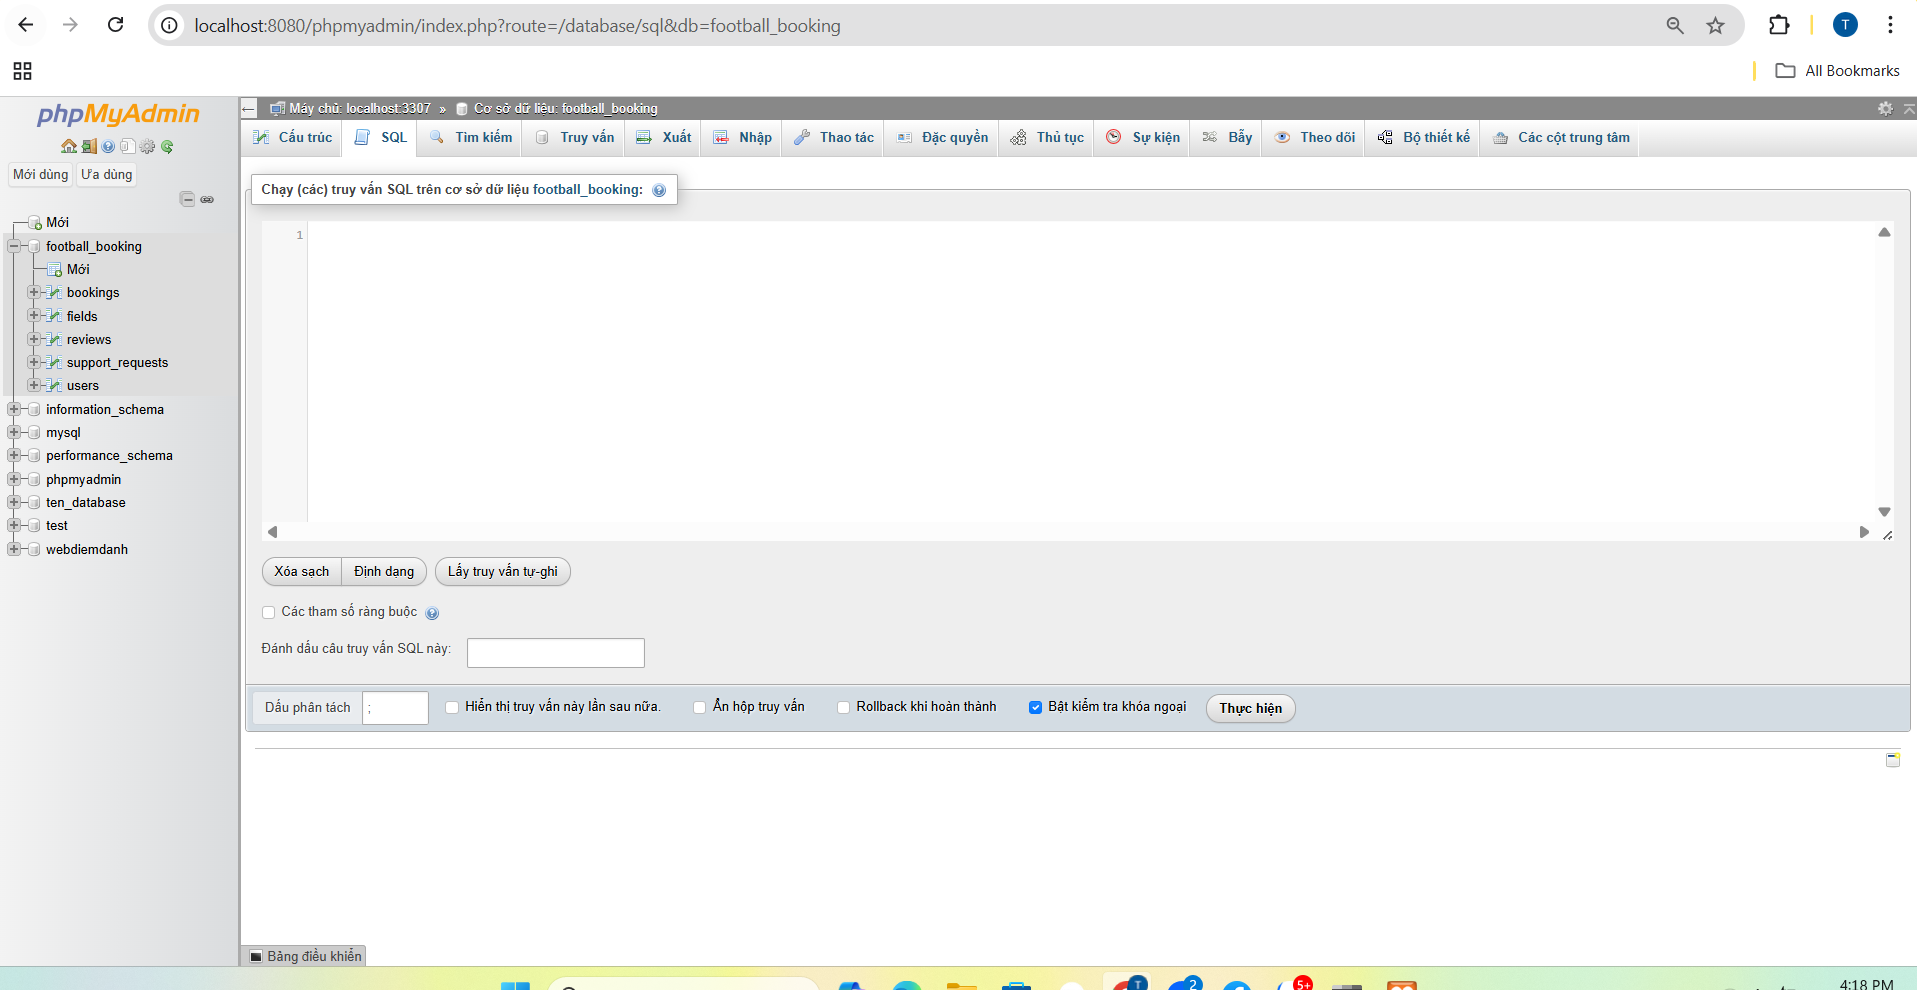 localhost:8080/phpmyadmin/index.php?route=/database/sql&db=football_booking
T
All Bookmarks
phpMyAdmin
Mới dùng
Ưa dùng
Mới
football_booking
Mới
bookings
fields
reviews
support_requests
users
information_schema
mysql
performance_schema
phpmyadmin
ten_database
test
webdiemdanh
Máy chủ: localhost:3307 » Cơ sở dữ liệu: football_booking
Cấu trúc SQL Tìm kiếm Truy vấn Xuất Nhập Thao tác Đặc quyền Thủ tục Sự kiện Bẫy Theo dõi Bộ thiết kế Các cột trung tâm
Chạy (các) truy vấn SQL trên cơ sở dữ liệu football_booking:
1
Xóa sạch Định dạng Lấy truy vấn tự-ghi
Các tham số ràng buộc
Đánh dấu câu truy vấn SQL này:
Dấu phân tách ; Hiển thị truy vấn này lần sau nữa. Ẩn hộp truy vấn Rollback khi hoàn thành Bật kiểm tra khóa ngoại Thực hiện
Bảng điều khiển
T
2
5+
4:18 PM